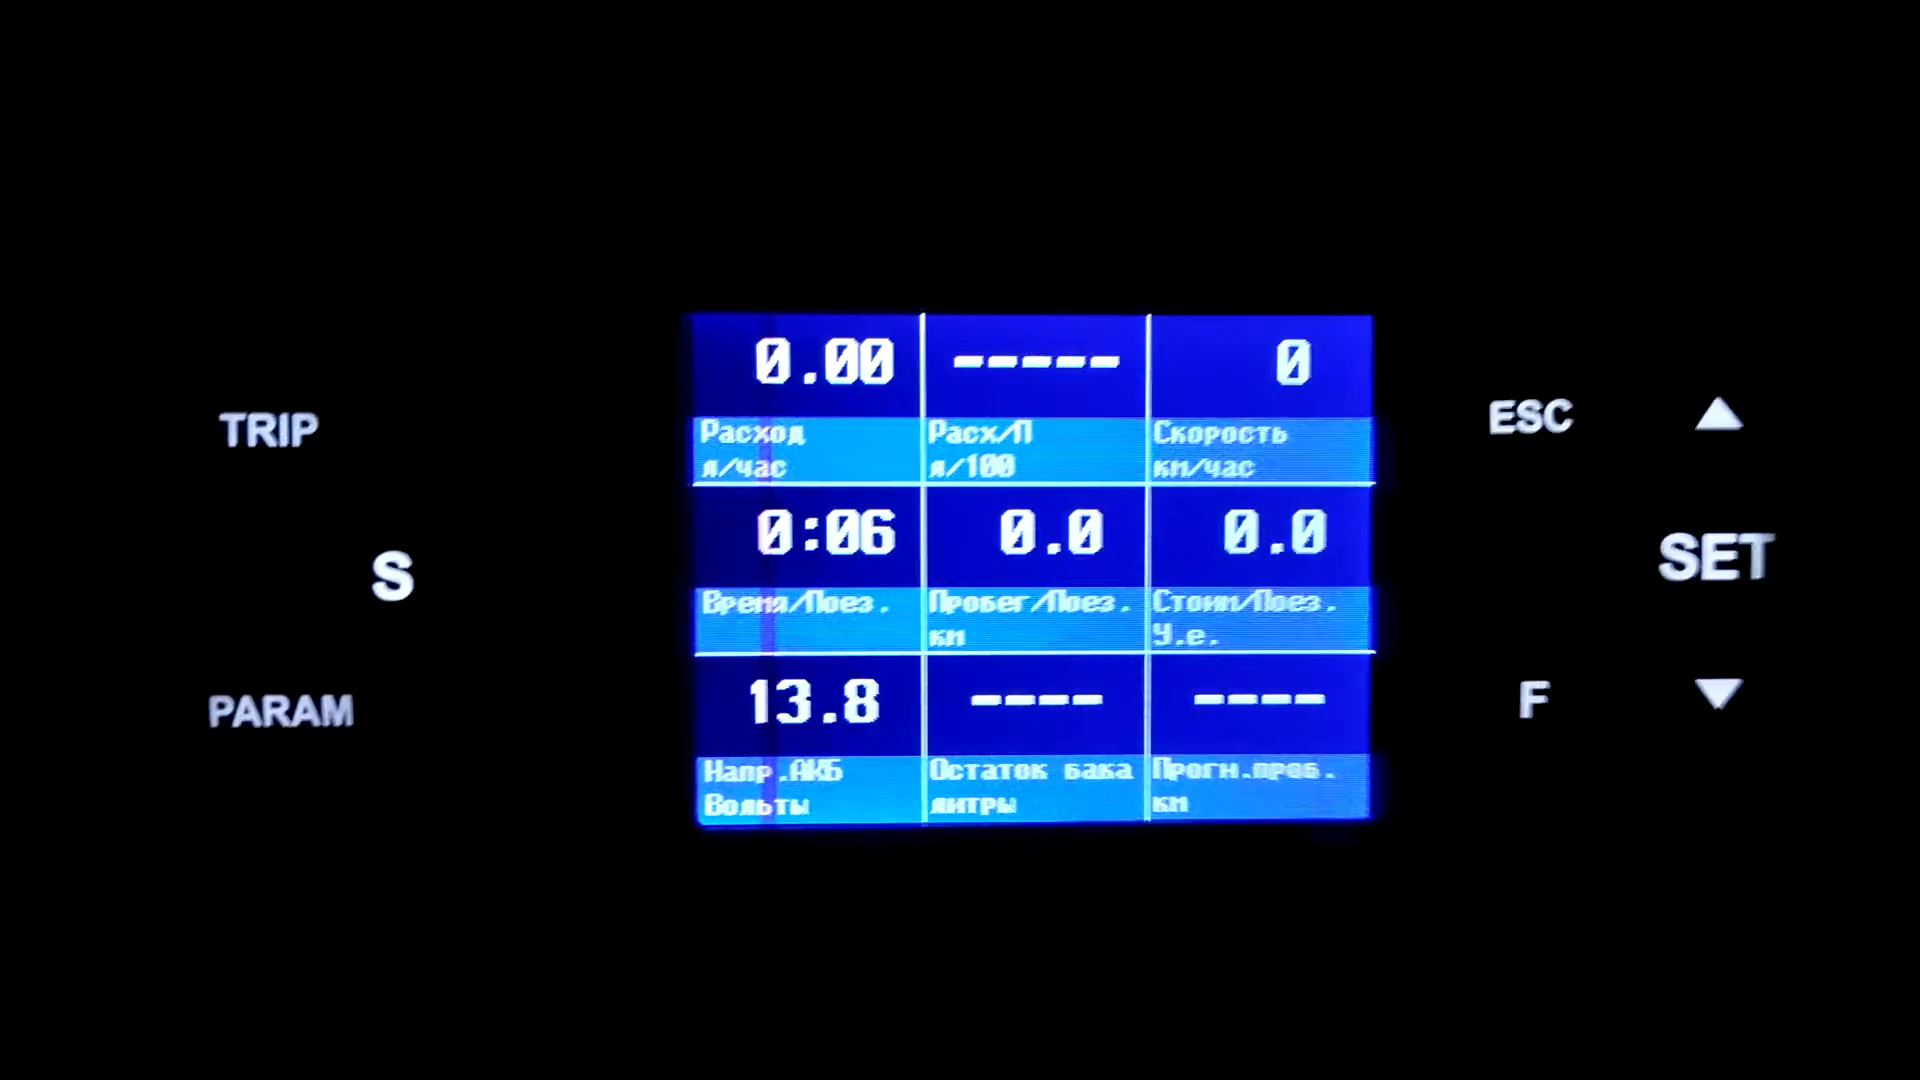 0.00
-----
0
Расход
л/час
Расх/П
л/100
Скорость
км/час
TRIP
ESC
0:06
0.0
0.0
S
SET
Время/Поез.
Пробег/Поез.
км
Стоим/Поез.
У.е.
13.8
----
----
PARAM
F
Напр.АКБ
Вольты
Остаток бака
литры
Прогн.проб.
км